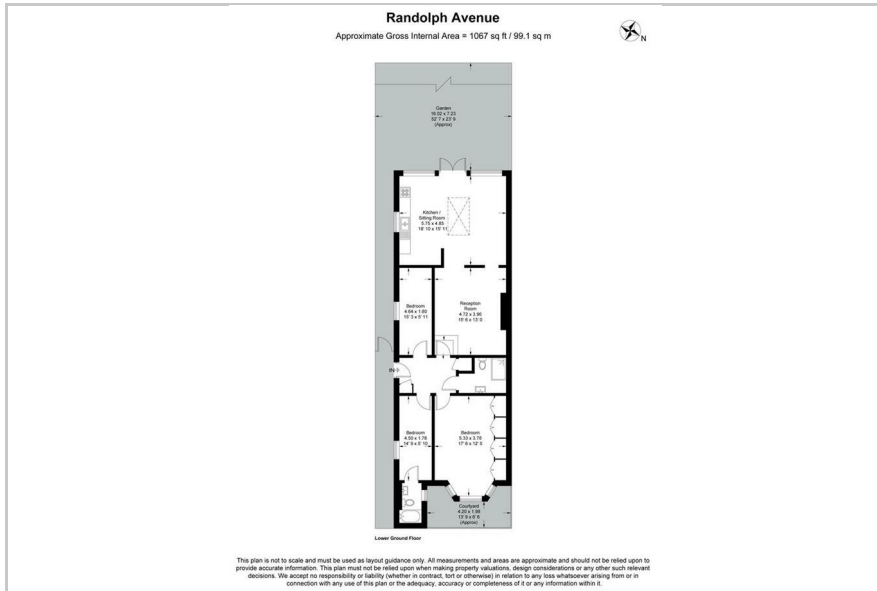 Randolph Avenue
Approximate Gross Internal Area = 1067 sq ft / 99.1 sq m
N
Garden
16.02 x 7.23
52' 7 x 23' 9
(Approx)
Kitchen /
Sitting Room
5.75 x 4.85
18' 10 x 15' 11
Bedroom
4.64 x 1.80
15' 3 x 5' 11
Reception
Room
4.72 x 3.96
15' 6 x 13' 0
IN
Bedroom
4.50 x 1.78
14' 9 x 5' 10
Bedroom
5.33 x 3.78
17' 6 x 12' 5
Courtyard
4.20 x 1.98
13' 9 x 6' 6
(Approx)
Lower Ground Floor
This plan is not to scale and must be used as layout guidance only. All measurements and areas are approximate and should not be relied upon to
provide accurate information. This plan must not be relied upon when making property valuations, design considerations or any other such relevant
decisions. We accept no responsibility or liability (whether in contract, tort or otherwise) in relation to any loss whatsoever arising from or in
connection with any use of this plan or the adequacy, accuracy or completeness of it or any information within it.